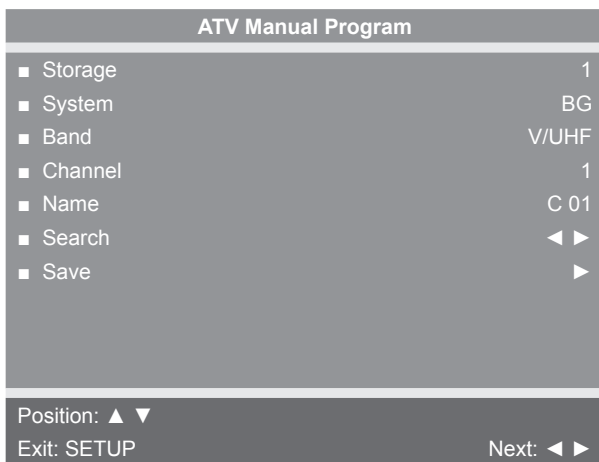 ATV Manual Program
■ Storage 1
■ System BG
■ Band V/UHF
■ Channel 1
■ Name C 01
■ Search ◄ ►
■ Save ►
Position: ▲ ▼
Exit: SETUP Next: ◄ ►